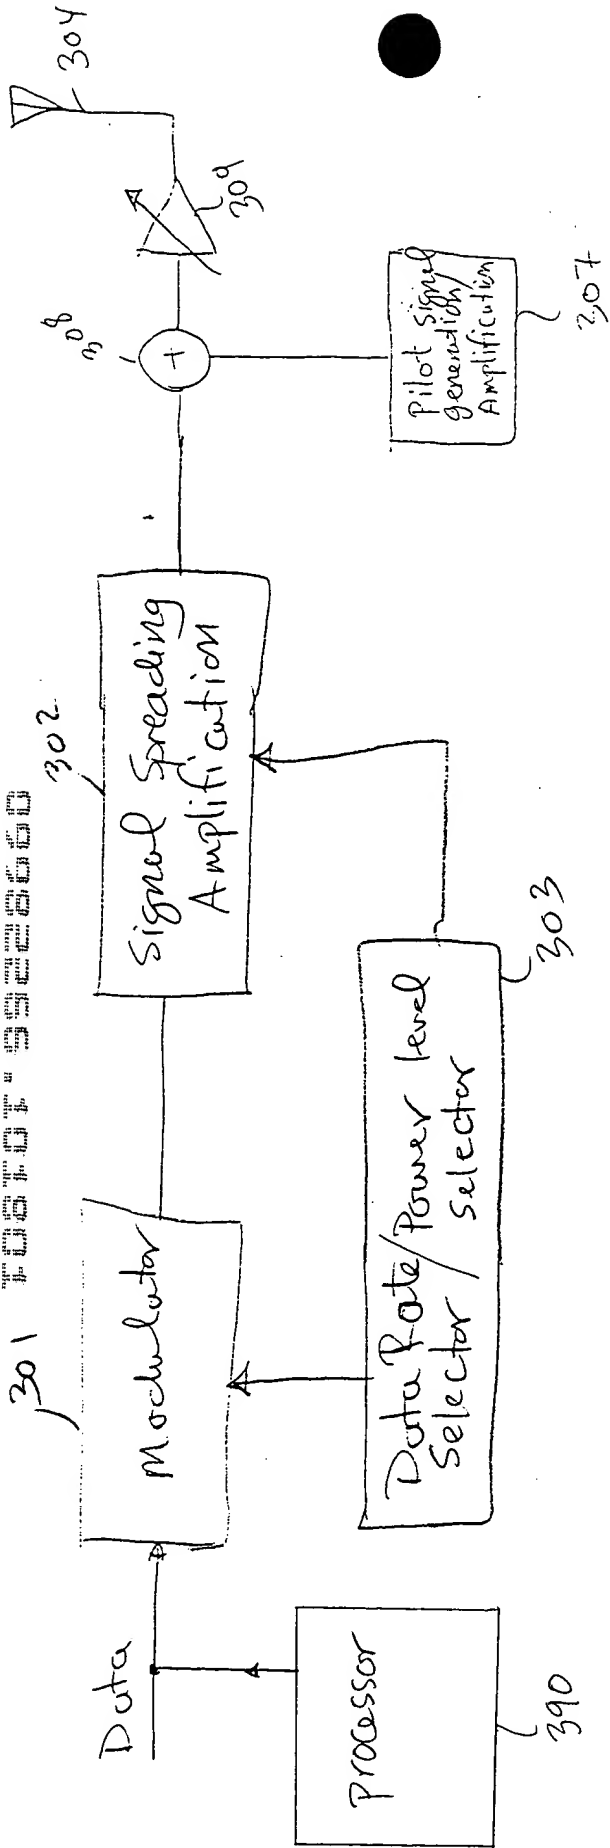 301
302
308
304
Data
Modulator
Signal Spreading
Amplification
309
processor
390
Data Rate/Power level
Selector / Selector
303
Pilot Signal
generation/
Amplification
307